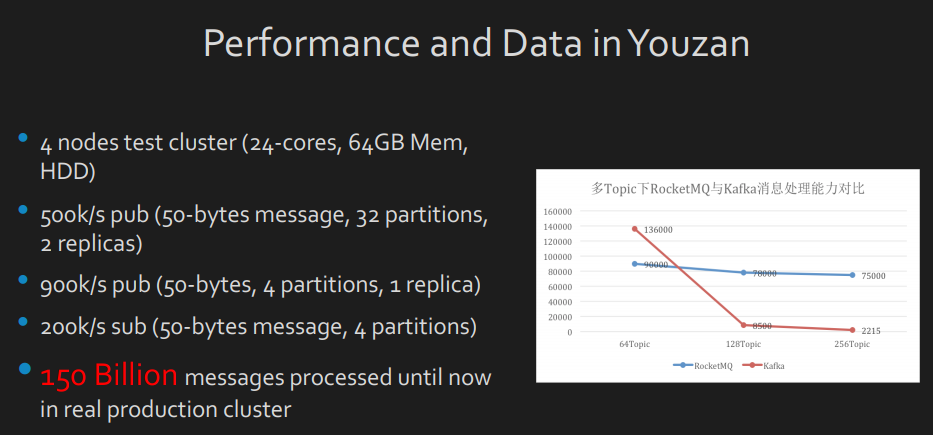 Performance and Data in Youzan
4 nodes test cluster (24-cores, 64GB Mem,
HDD)
500k/s pub (50-bytes message, 32 partitions,
2 replicas)
900k/s pub (50-bytes, 4 partitions, 1 replica)
200k/s sub (50-bytes message, 4 partitions)
150 Billion messages processed until now
in real production cluster
多Topic下RocketMQ与Kafka消息处理能力对比
160000
140000
120000
100000
80000
60000
40000
20000
0
136000
90000
78000
75000
8500
2215
64Topic 128Topic 256Topic
RocketMQ Kafka